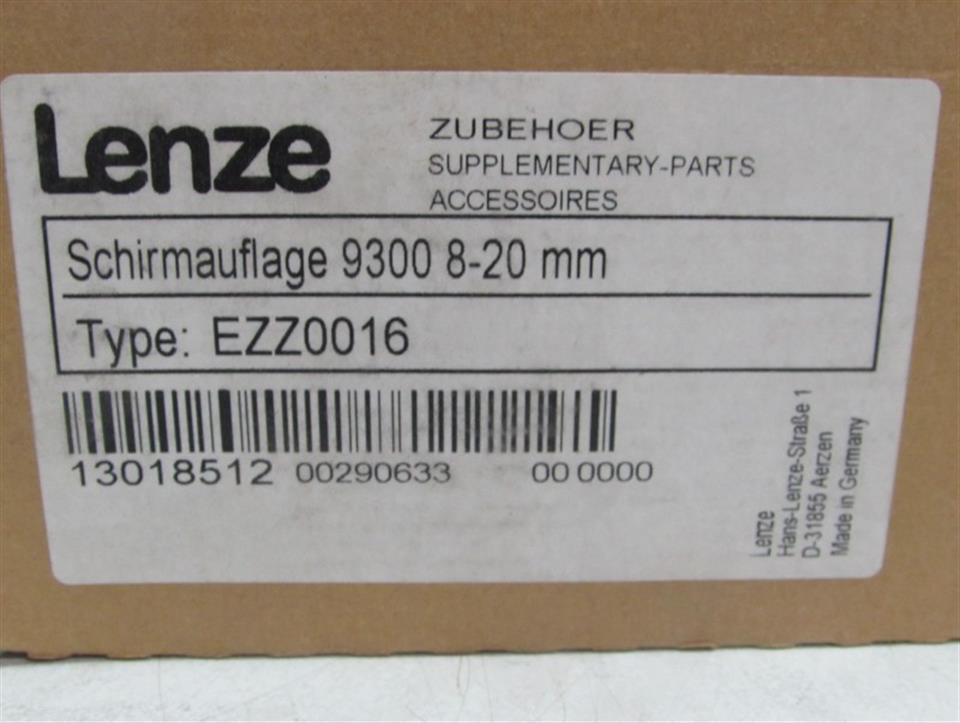 Lenze
ZUBEHOER
SUPPLEMENTARY-PARTS
ACCESSOIRES
Schirmauflage 9300 8-20 mm
Type: EZZ0016
13018512 00290633 00 0000
Lenze
Hans-Lenze-Straße 1
D-31855 Aerzen
Made in Germany